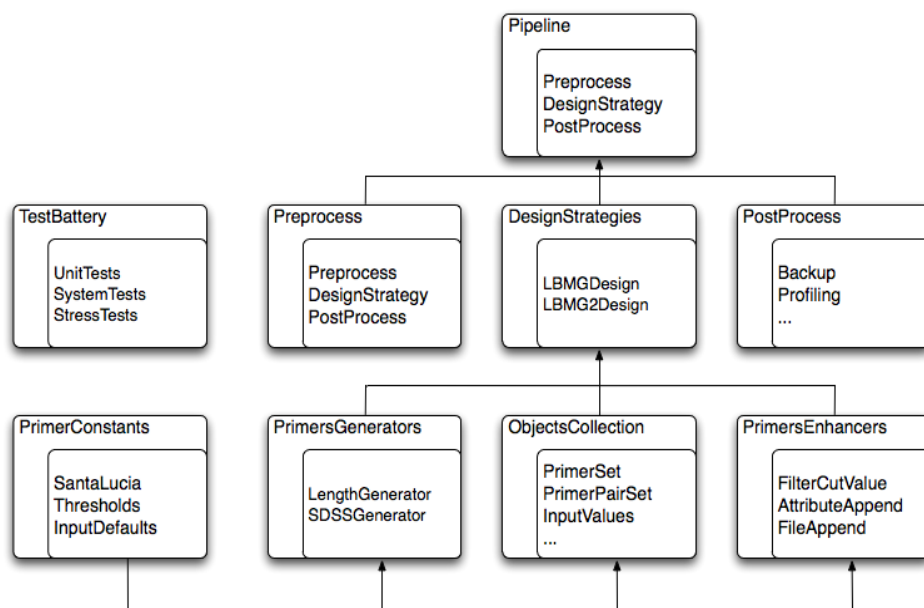 Pipeline
Preprocess
DesignStrategy
PostProcess
TestBattery
UnitTests
SystemTests
StressTests
Preprocess
Preprocess
DesignStrategy
PostProcess
DesignStrategies
LBMGDesign
LBMG2Design
PostProcess
Backup
Profiling
...
PrimerConstants
SantaLucia
Thresholds
InputDefaults
PrimersGenerators
LengthGenerator
SDSSGenerator
ObjectsCollection
PrimerSet
PrimerPairSet
InputValues
...
PrimersEnhancers
FilterCutValue
AttributeAppend
FileAppend